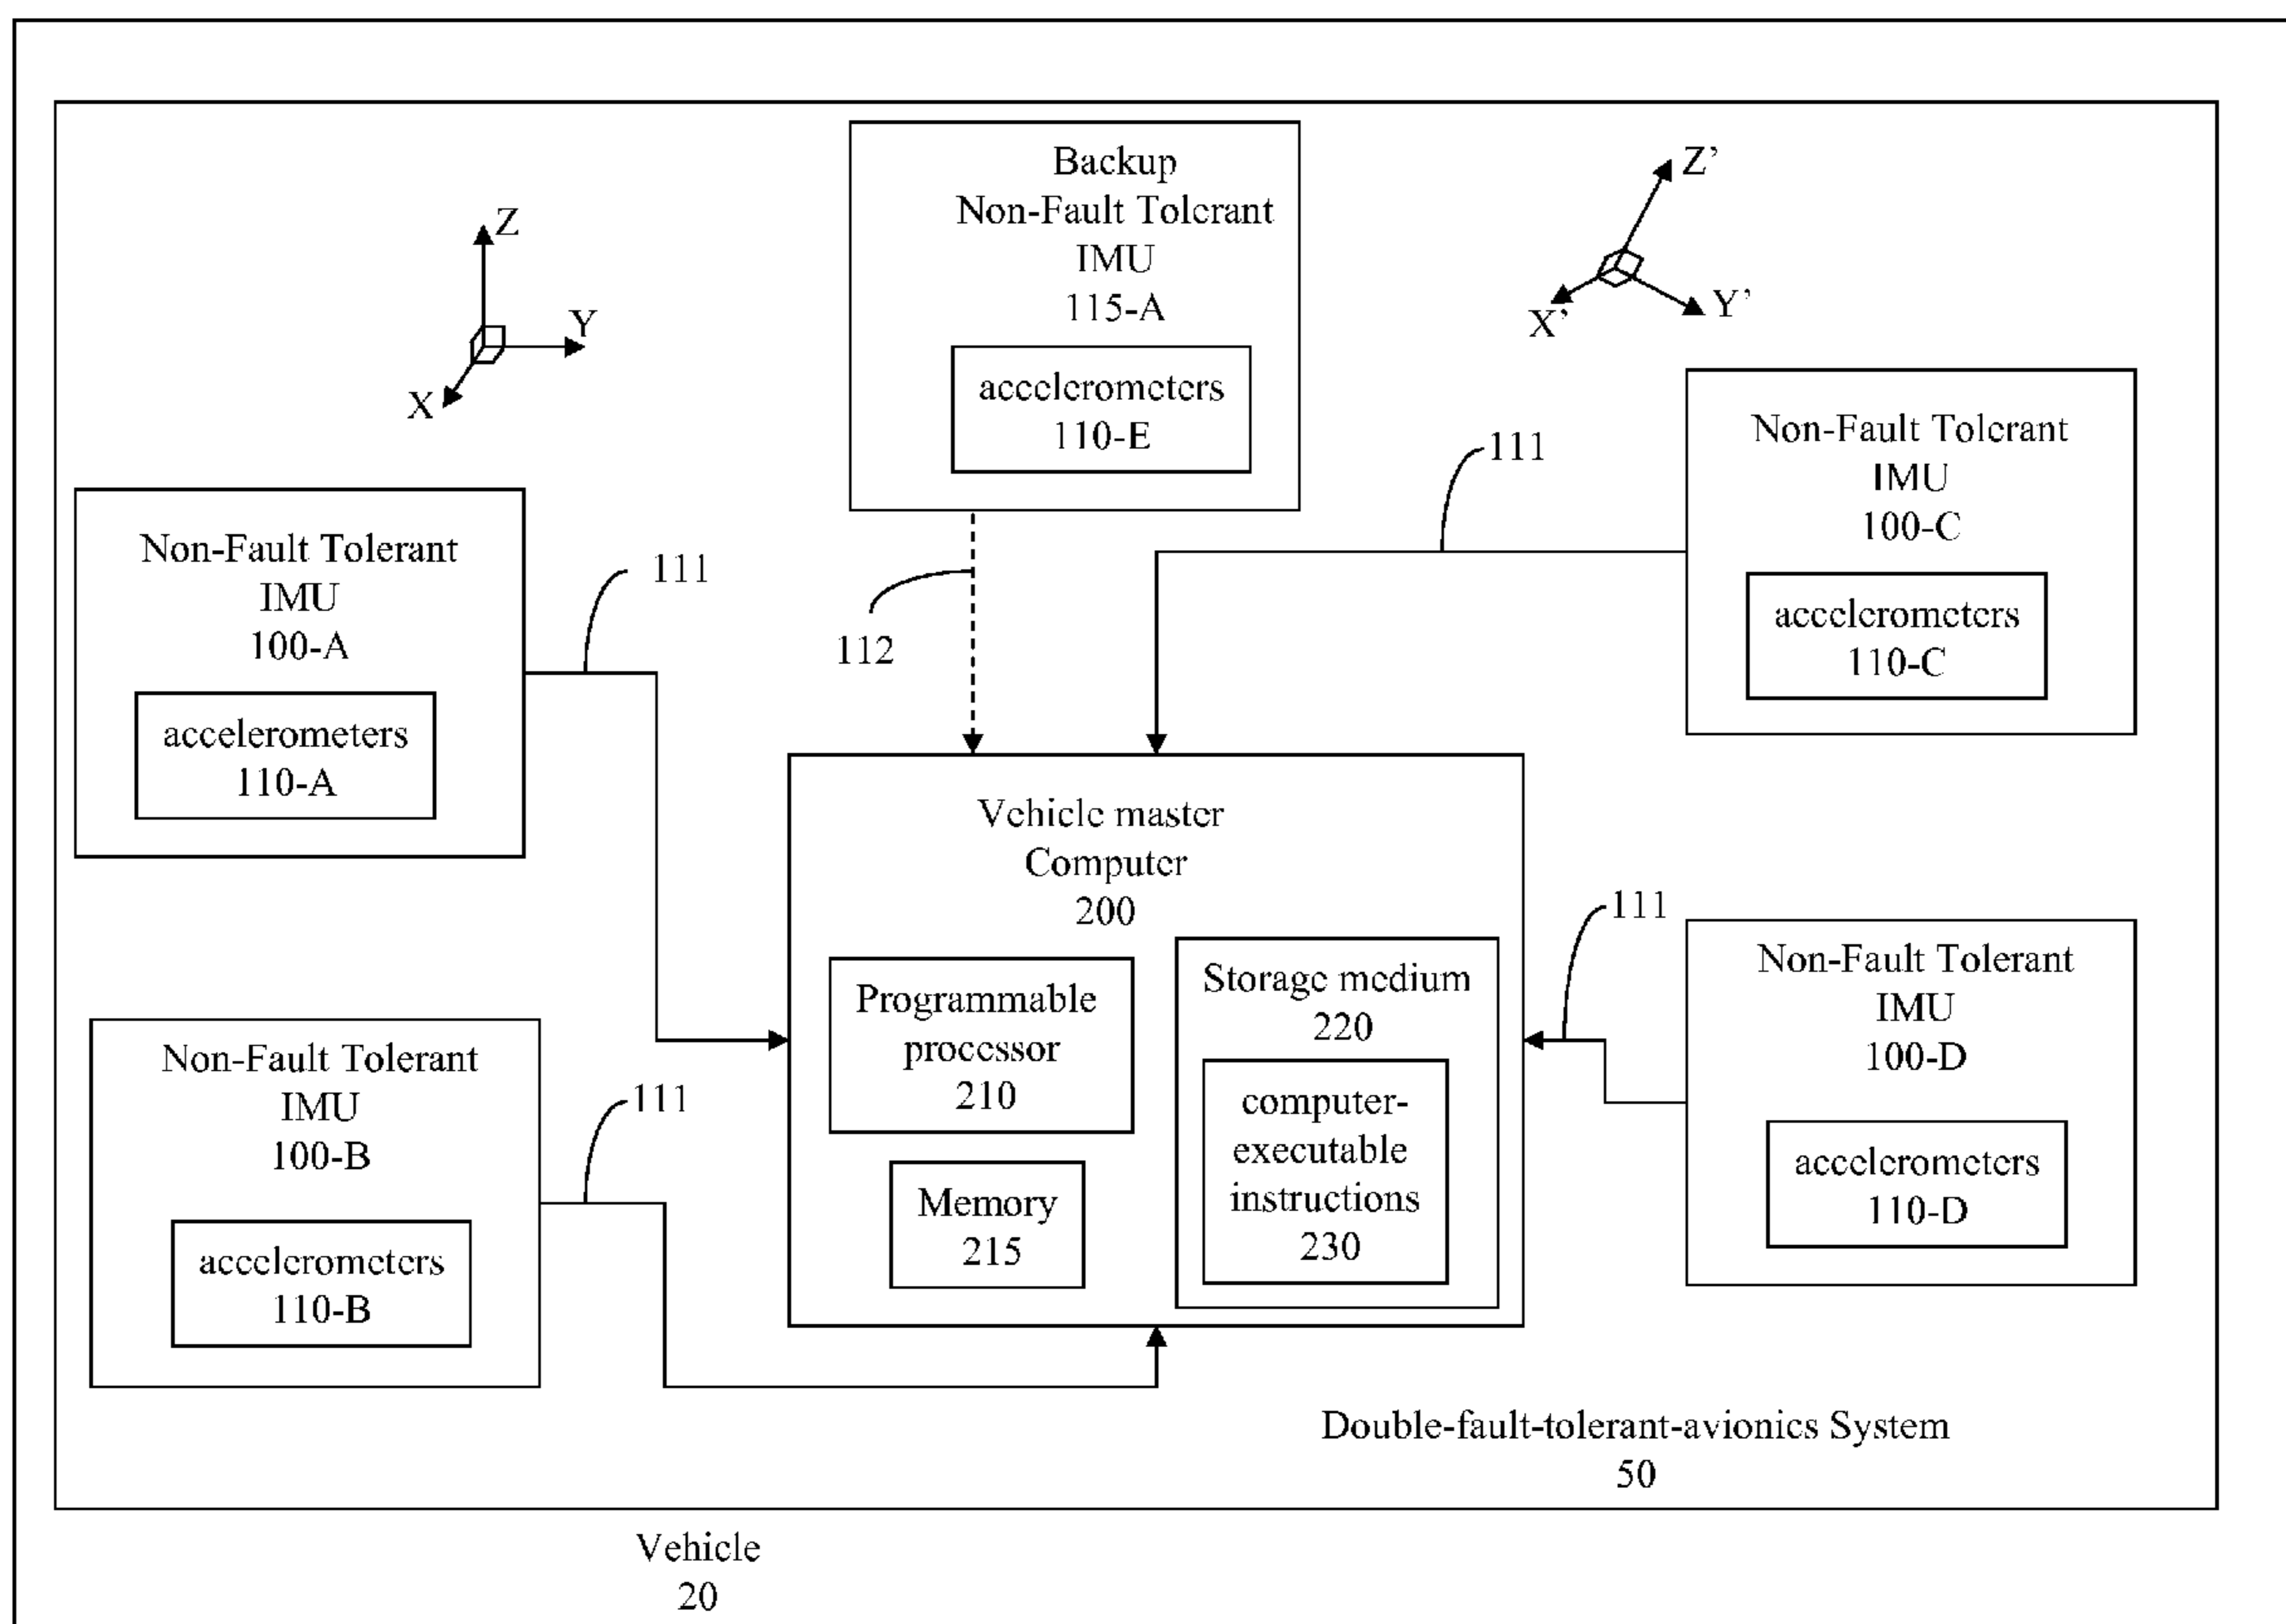 Backup
Non-Fault Tolerant
IMU
115-A
accelerometers
110-E
Z
Y
X
Z'
Y'
X'
Non-Fault Tolerant
IMU
100-A
accelerometers
110-A
111
112
111
Non-Fault Tolerant
IMU
100-C
accelerometers
110-C
Vehicle master
Computer
200
Programmable
processor
210
Memory
215
Storage medium
220
computer-
executable
instructions
230
Non-Fault Tolerant
IMU
100-B
accelerometers
110-B
111
111
Non-Fault Tolerant
IMU
100-D
accelerometers
110-D
Double-fault-tolerant-avionics System
50
Vehicle
20